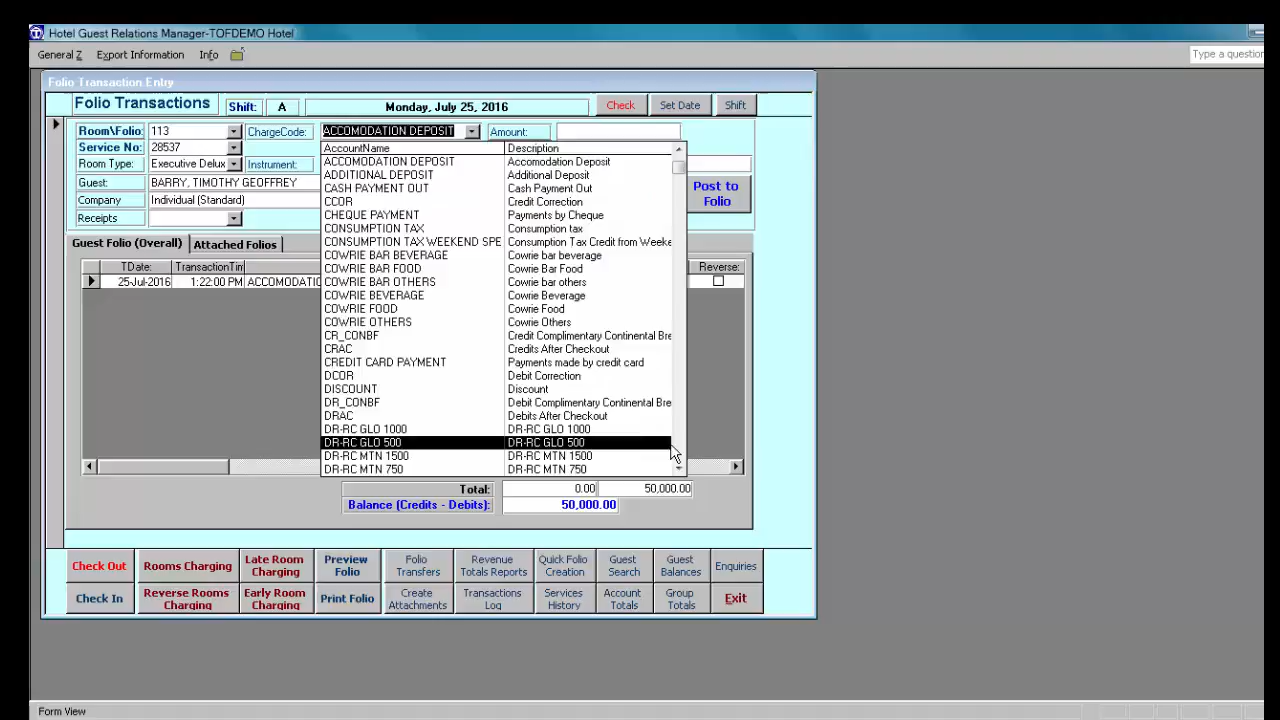 Hotel Guest Relations Manager-TOFDEMO Hotel
General Z Export Information Info
Type a question
Folio Transaction Entry
Folio Transactions Shift: A Monday, July 25, 2016 Check Set Date Shift
Room\Folio: 113 ChargeCode: ACCOMODATION DEPOSIT Amount:
Service No: 28537
Room Type: Executive Delux Instrument:
Guest: BARRY, TIMOTHY GEOFFREY
Company Individual (Standard)
Receipts
Post to
Folio
AccountName Description
ACCOMODATION DEPOSIT Accomodation Deposit
ADDITIONAL DEPOSIT Additional Deposit
CASH PAYMENT OUT Cash Payment Out
CCOR Credit Correction
CHEQUE PAYMENT Payments by Cheque
CONSUMPTION TAX Consumption tax
CONSUMPTION TAX WEEKEND SPE Consumption Tax Credit from Weeke
COWRIE BAR BEVERAGE Cowrie bar beverage
COWRIE BAR FOOD Cowrie Bar Food
COWRIE BAR OTHERS Cowrie bar others
COWRIE BEVERAGE Cowrie Beverage
COWRIE FOOD Cowrie Food
COWRIE OTHERS Cowrie Others
CR_CONBF Credit Complimentary Continental Bre
CRAC Credits After Checkout
CREDIT CARD PAYMENT Payments made by credit card
DCOR Debit Correction
DISCOUNT Discount
DR_CONBF Debit Complimentary Continental Bre
DRAC Debits After Checkout
DR-RC GLO 1000 DR-RC GLO 1000
DR-RC GLO 500 DR-RC GLO 500
DR-RC MTN 1500 DR-RC MTN 1500
DR-RC MTN 750 DR-RC MTN 750
Guest Folio (Overall) Attached Folios
TDate: TransactionTim Reverse:
25-Jul-2016 1:22:00 PM ACCOMODATIO
Total: 0.00 50,000.00
Balance (Credits - Debits): 50,000.00
Check Out Rooms Charging Late Room Charging Preview Folio Folio Transfers Revenue Totals Reports Quick Folio Creation Guest Search Guest Balances Enquiries
Check In Reverse Rooms Charging Early Room Charging Print Folio Create Attachments Transactions Log Services History Account Totals Group Totals Exit
Form View